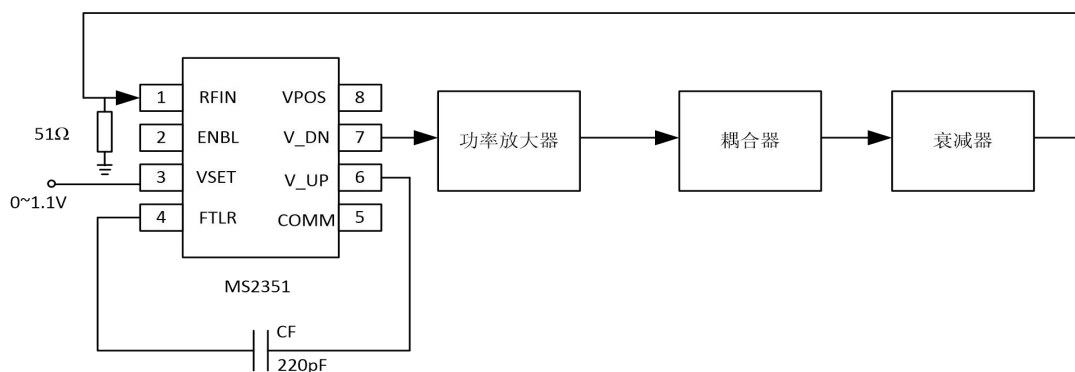 1 RFIN VPOS 8
51Ω
2 ENBL V_DN 7
功率放大器
耦合器
衰减器
3 VSET V_UP 6
0~1.1V
4 FTLR COMM 5
MS2351
CF
220pF